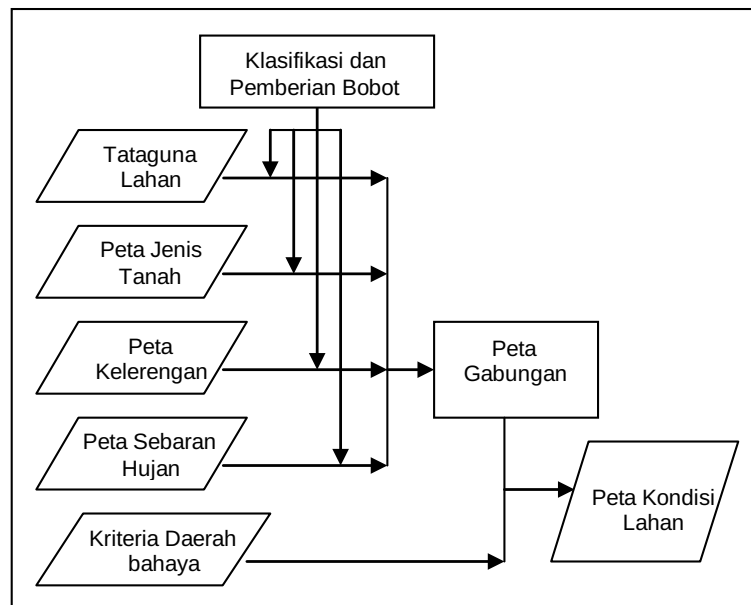 Klasifikasi dan
Pemberian Bobot
Tataguna
Lahan
Peta Jenis
Tanah
Peta
Kelerengan
Peta
Gabungan
Peta Sebaran
Hujan
Peta Kondisi
Lahan
Kriteria Daerah
bahaya